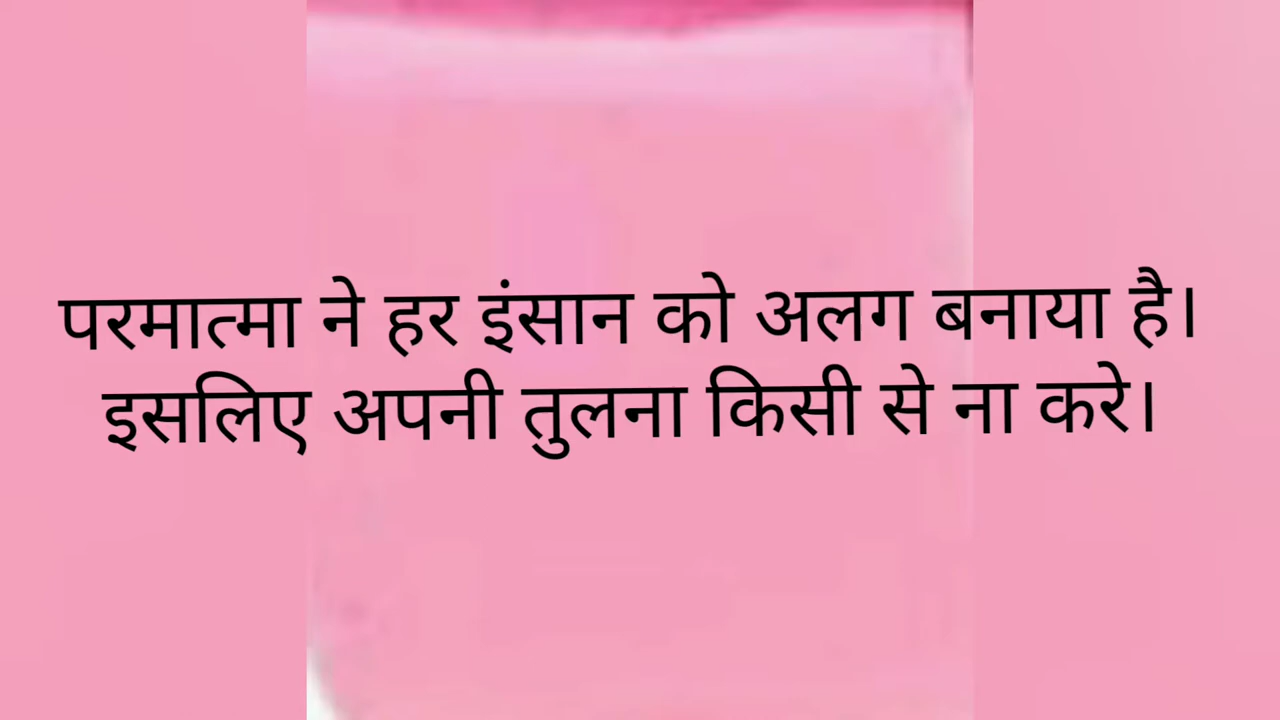 परमात्मा ने हर इंसान को अलग बनाया है।
इसलिए अपनी तुलना किसी से ना करे।